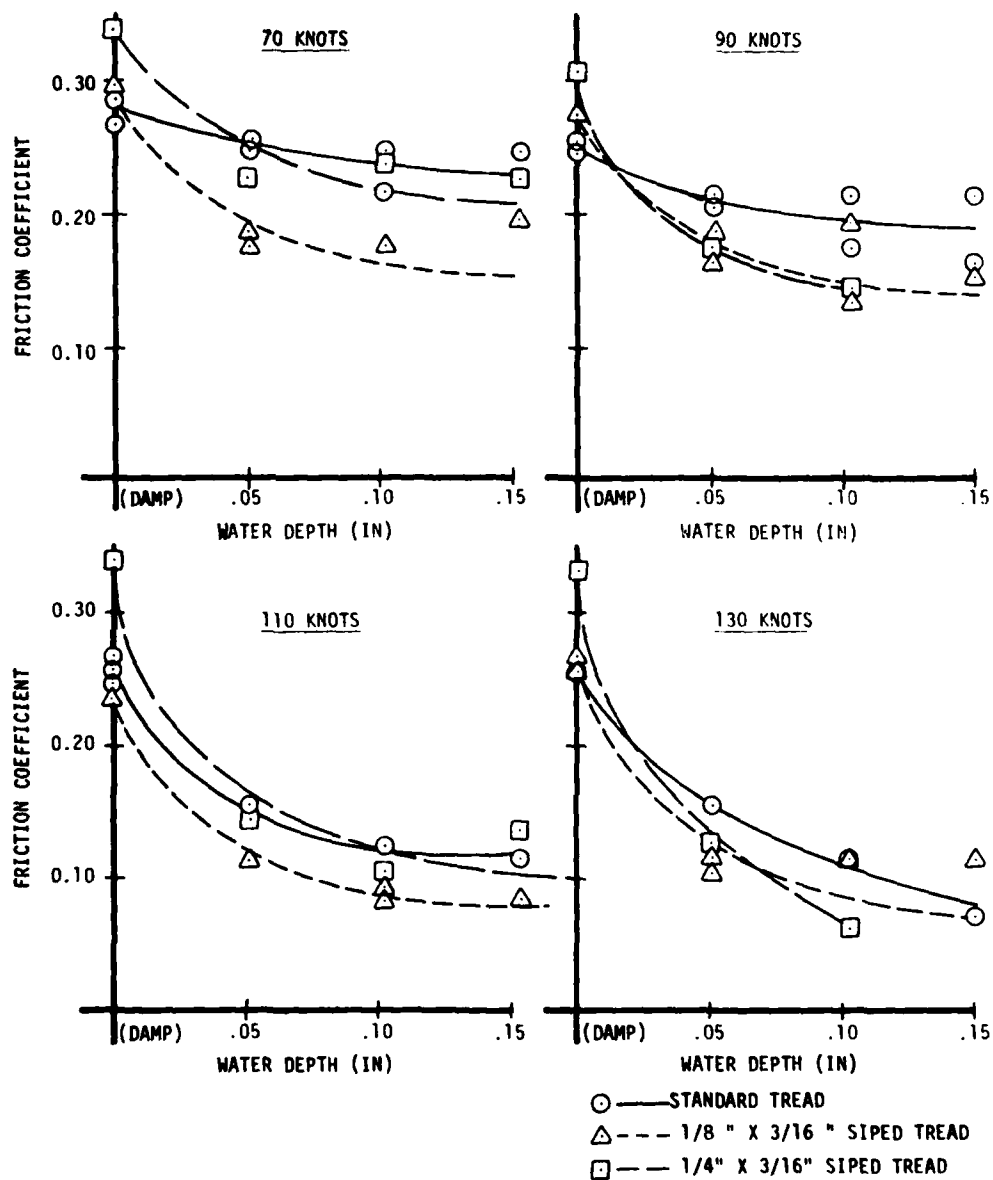 70 KNOTS
90 KNOTS
FRICTION COEFFICIENT
0.30
0.20
0.10
(DAMP) .05 .10 .15
WATER DEPTH (IN)
(DAMP) .05 .10 .15
WATER DEPTH (IN)
110 KNOTS
130 KNOTS
FRICTION COEFFICIENT
0.30
0.20
0.10
(DAMP) .05 .10 .15
WATER DEPTH (IN)
(DAMP) .05 .10 .15
WATER DEPTH (IN)
STANDARD TREAD
1/8 " X 3/16 " SIPED TREAD
1/4" X 3/16" SIPED TREAD